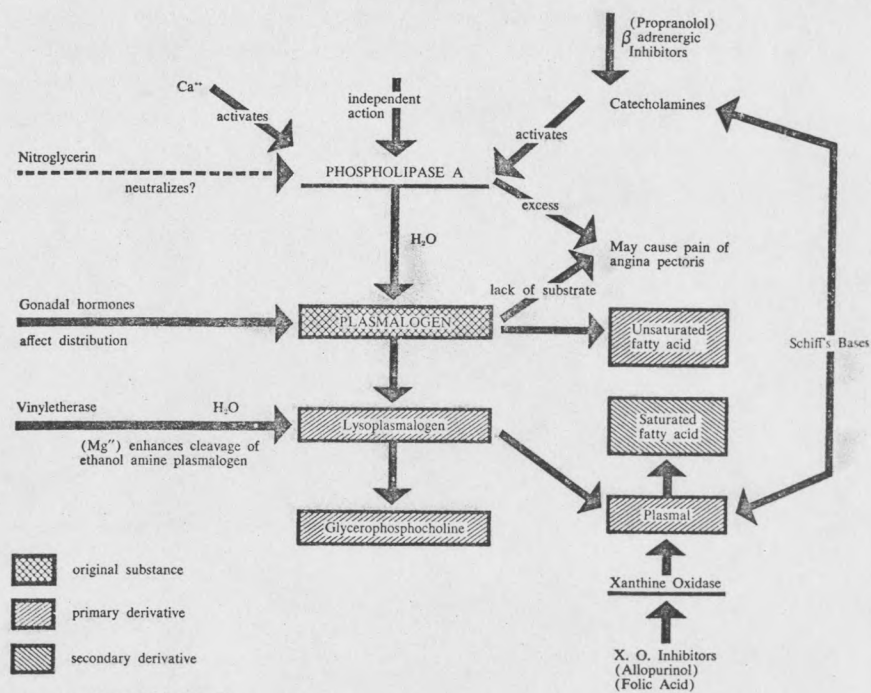 (Propranolol)
β adrenergic
Inhibitors
Ca¨
activates
independent
action
Catecholamines
activates
Nitroglycerin
neutralizes?
PHOSPHOLIPASE A
excess
H₂O
May cause pain of
angina pectoris
lack of substrate
Gonadal hormones
affect distribution
PLASMALOGEN
Unsaturated
fatty acid
Schiff's Bases
Vinyletherase H₂O
(Mg″) enhances cleavage of
ethanol amine plasmalogen
Lysoplasmalogen
Saturated
fatty acid
Glycerophosphocholine
Plasmal
original substance
Xanthine Oxidase
primary derivative
secondary derivative
X. O. Inhibitors
(Allopurinol)
(Folic Acid)